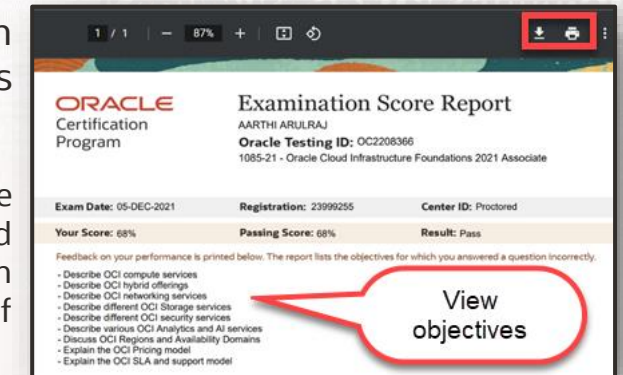 n
s
e
d
n
f
1 / 1 | − 87% +
ORACLE
Certification
Program
Examination Score Report
AARTHI ARULRAJ
Oracle Testing ID: OC2208366
1085-21 - Oracle Cloud Infrastructure Foundations 2021 Associate
Exam Date: 05-DEC-2021 Registration: 23999255 Center ID: Proctored
Your Score: 68% Passing Score: 68% Result: Pass
Feedback on your performance is printed below. The report lists the objectives for which you answered a question incorrectly.
- Describe OCI compute services
- Describe OCI hybrid offerings
- Describe OCI networking services
- Describe different OCI Storage services
- Describe different OCI security services
- Describe various OCI Analytics and AI services
- Discuss OCI Regions and Availability Domains
- Explain the OCI Pricing model
- Explain the OCI SLA and support model
View
objectives